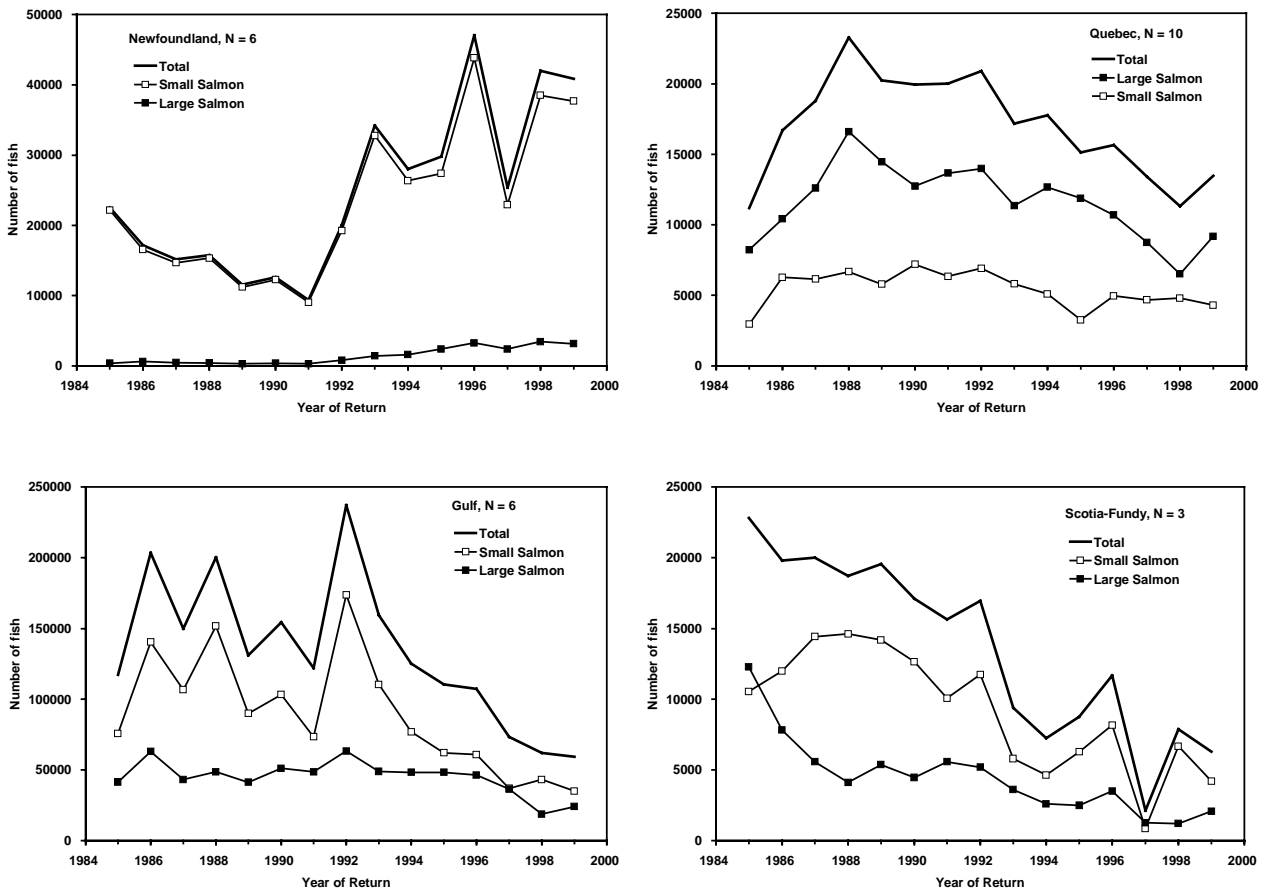 50000
40000
30000
20000
10000
0
Number of fish
Newfoundland, N = 6
Total
Small Salmon
Large Salmon
1984 1986 1988 1990 1992 1994 1996 1998 2000
Year of Return
25000
20000
15000
10000
5000
0
Number of fish
Quebec, N = 10
Total
Large Salmon
Small Salmon
1984 1986 1988 1990 1992 1994 1996 1998 2000
Year of Return
250000
200000
150000
100000
50000
0
Number of fish
Gulf, N = 6
Total
Small Salmon
Large Salmon
1984 1986 1988 1990 1992 1994 1996 1998 2000
Year of Return
25000
20000
15000
10000
5000
0
Number of fish
Scotia-Fundy, N = 3
Total
Small Salmon
Large Salmon
1984 1986 1988 1990 1992 1994 1996 1998 2000
Year of Return